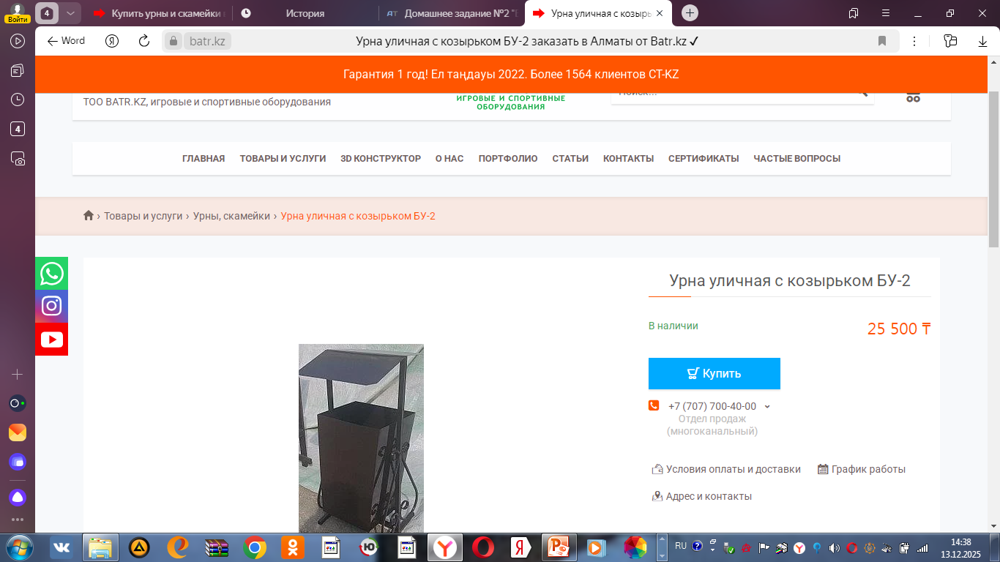 Войти
4
Купить урны и скамейки
История
Домашнее задание №2 "
Урна уличная с козырь
Word
batr.kz
Урна уличная с козырьком БУ-2 заказать в Алматы от Batr.kz ✓
4
Гарантия 1 год! Ел таңдауы 2022. Более 1564 клиентов CT-KZ
ТОО BATR.KZ, игровые и спортивные оборудования
ИГРОВЫЕ И СПОРТИВНЫЕ
ОБОРУДОВАНИЯ
Поиск...
ГЛАВНАЯ ТОВАРЫ И УСЛУГИ 3D КОНСТРУКТОР О НАС ПОРТФОЛИО СТАТЬИ КОНТАКТЫ СЕРТИФИКАТЫ ЧАСТЫЕ ВОПРОСЫ
› Товары и услуги › Урны, скамейки › Урна уличная с козырьком БУ-2
Урна уличная с козырьком БУ-2
В наличии
25 500 ₸
Купить
+7 (707) 700-40-00
Отдел продаж
(многоканальный)
Условия оплаты и доставки
График работы
Адрес и контакты
RU
14:38
13.12.2025